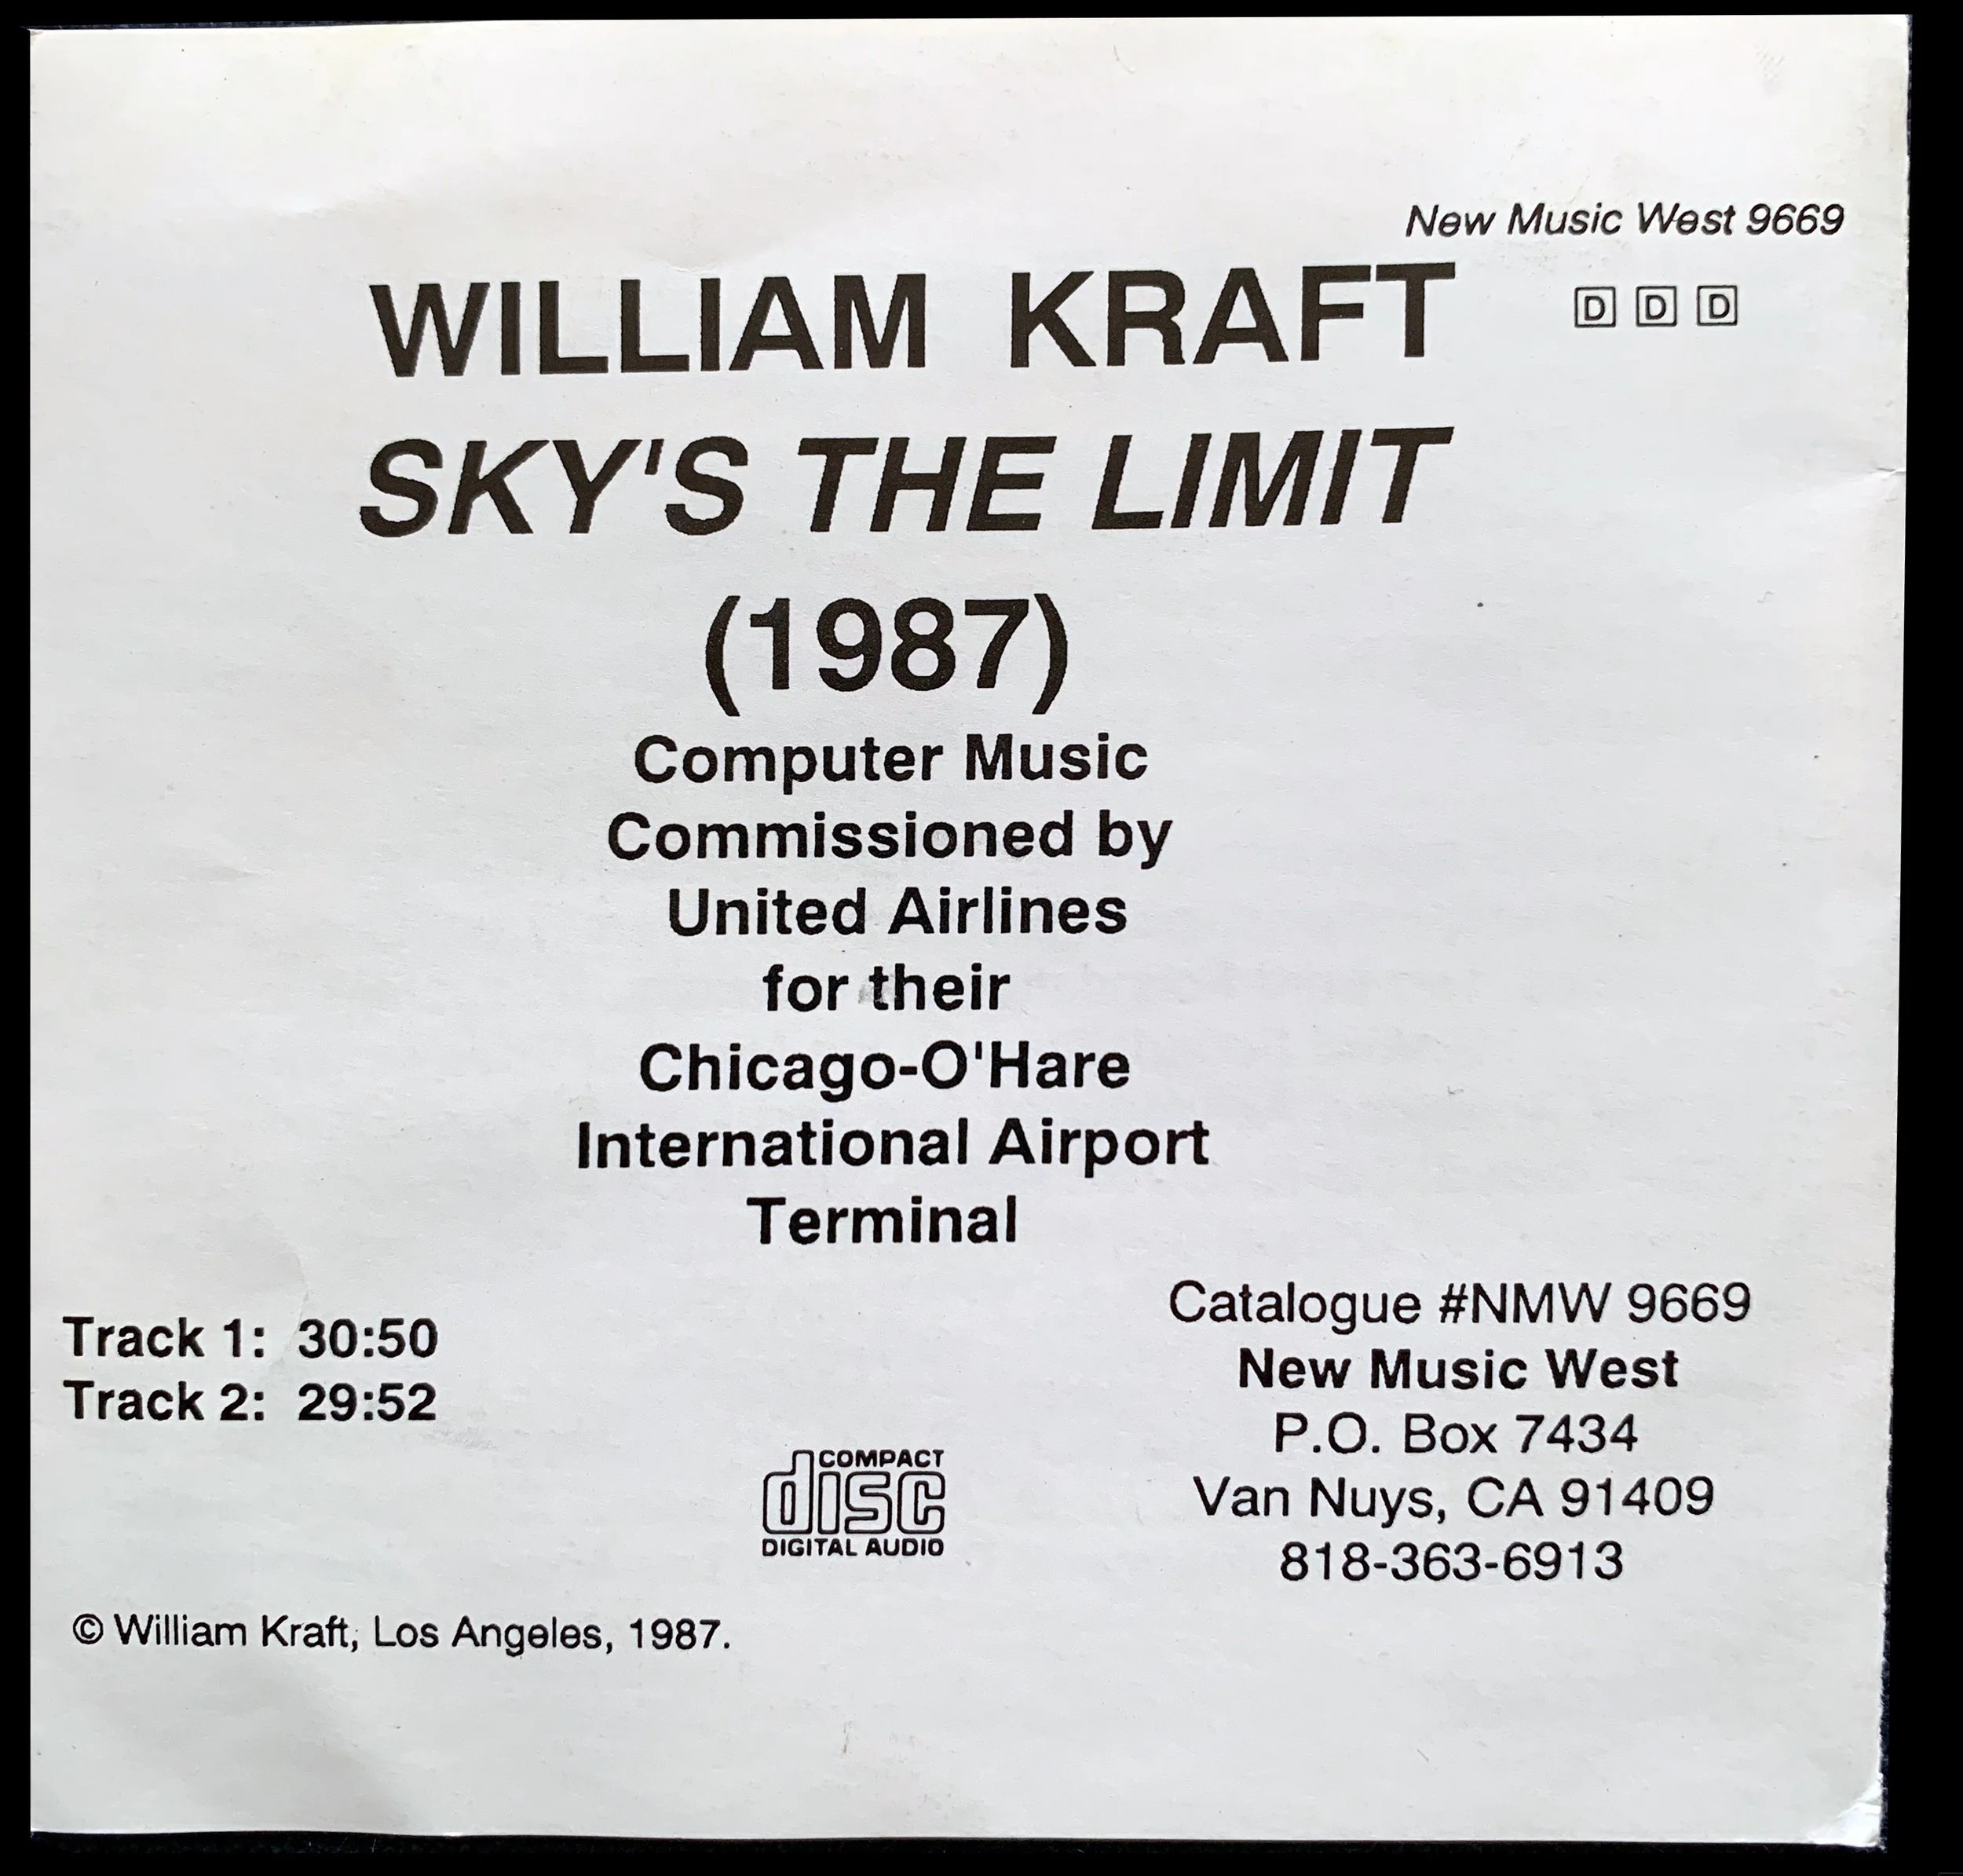 New Music West 9669
WILLIAM KRAFT
D D D
SKY'S THE LIMIT
(1987)
Computer Music
Commissioned by
United Airlines
for their
Chicago-O'Hare
International Airport
Terminal
Track 1: 30:50
Track 2: 29:52
COMPACT
disc
DIGITAL AUDIO
Catalogue #NMW 9669
New Music West
P.O. Box 7434
Van Nuys, CA 91409
818-363-6913
© William Kraft, Los Angeles, 1987.